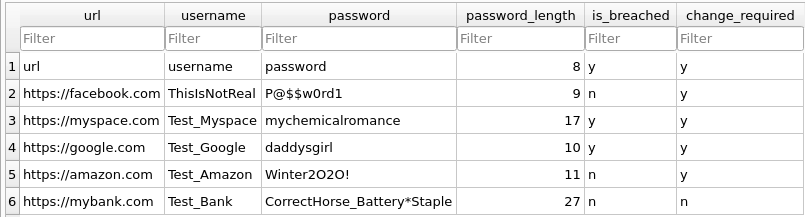 url username password password_length is_breached change_required
Filter Filter Filter Filter Filter Filter
1 url username password 8 y y
2 https://facebook.com ThisIsNotReal P@$$w0rd1 9 n y
3 https://myspace.com Test_Myspace mychemicalromance 17 y y
4 https://google.com Test_Google daddysgirl 10 y y
5 https://amazon.com Test_Amazon Winter2O2O! 11 n y
6 https://mybank.com Test_Bank CorrectHorse_Battery*Staple 27 n n